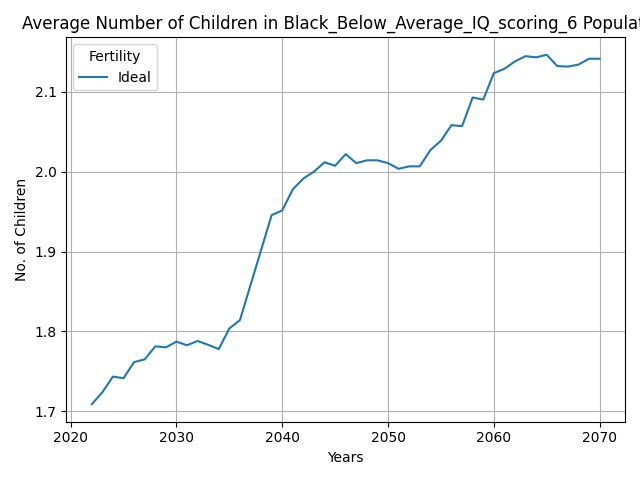 Average Number of Children in Black_Below_Average_IQ_scoring_6 Populat
Fertility
Ideal
No. of Children
2.1
2.0
1.9
1.8
1.7
2020 2030 2040 2050 2060 2070
Years